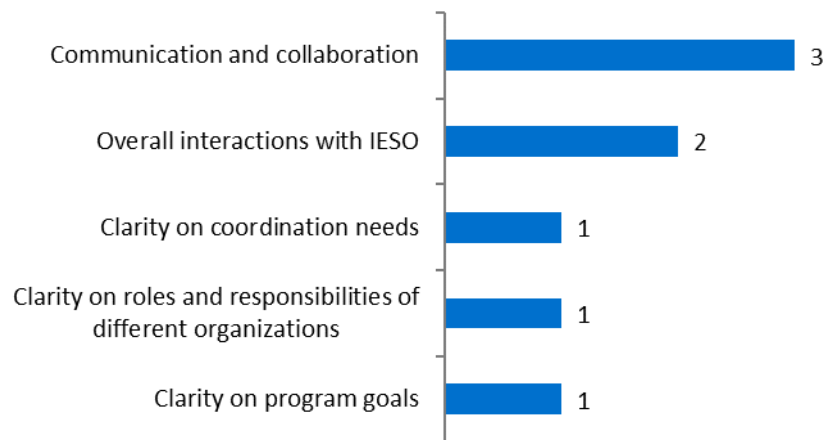 Communication and collaboration 3
Overall interactions with IESO 2
Clarity on coordination needs 1
Clarity on roles and responsibilities of
different organizations 1
Clarity on program goals 1